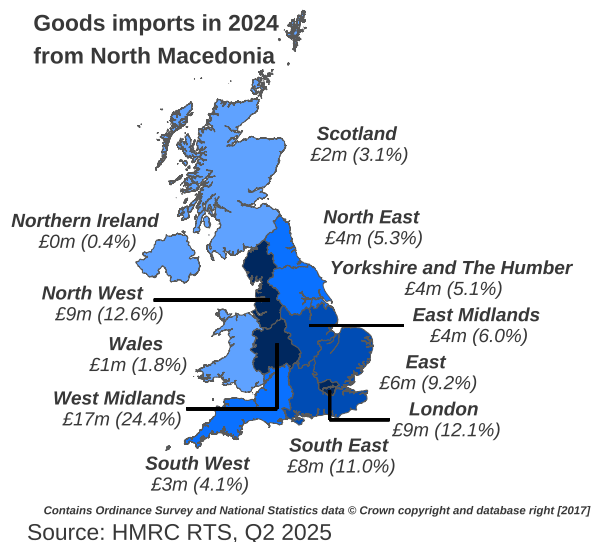 Goods imports in 2024
from North Macedonia
Scotland
£2m (3.1%)
Northern Ireland
£0m (0.4%)
North East
£4m (5.3%)
Yorkshire and The Humber
£4m (5.1%)
North West
£9m (12.6%)
East Midlands
£4m (6.0%)
Wales
£1m (1.8%)
East
£6m (9.2%)
West Midlands
£17m (24.4%)
London
£9m (12.1%)
South East
£8m (11.0%)
South West
£3m (4.1%)
Contains Ordinance Survey and National Statistics data © Crown copyright and database right [2017]
Source: HMRC RTS, Q2 2025